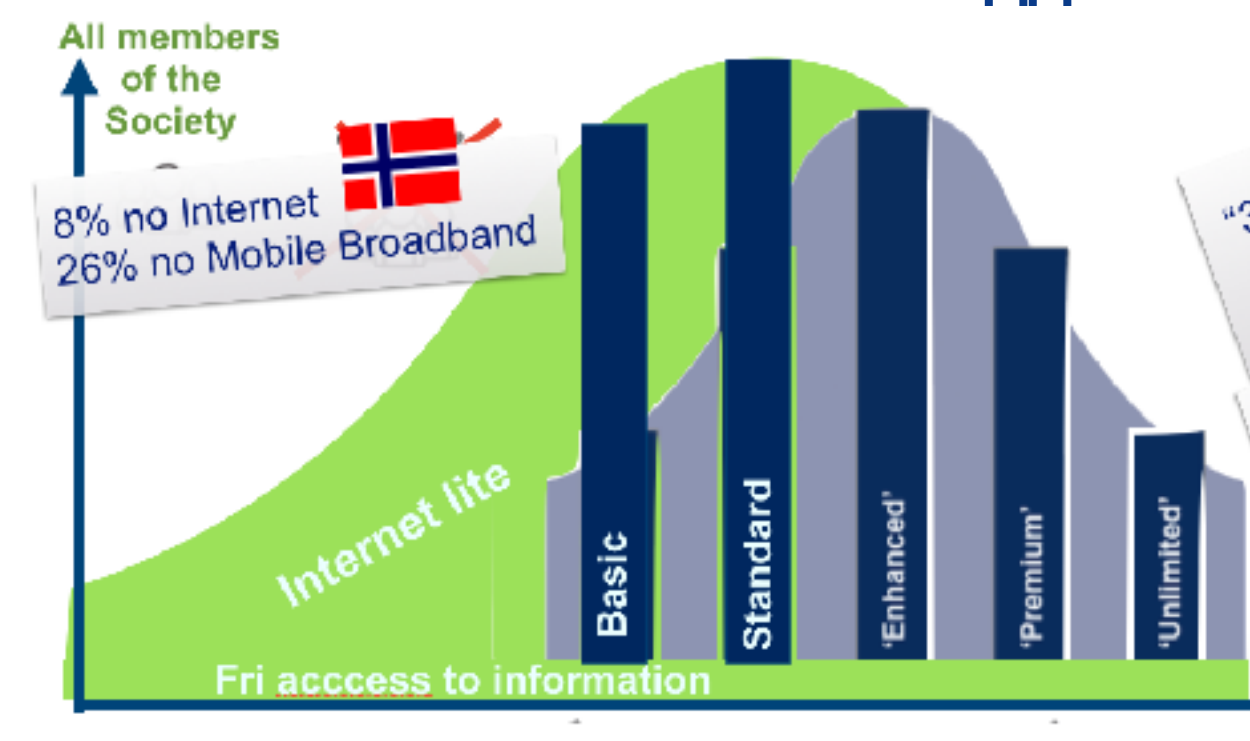 All members
of the
Society
8% no Internet
26% no Mobile Broadband
Internet lite
Basic
Standard
'Enhanced'
'Premium'
'Unlimited'
Fri acccess to information